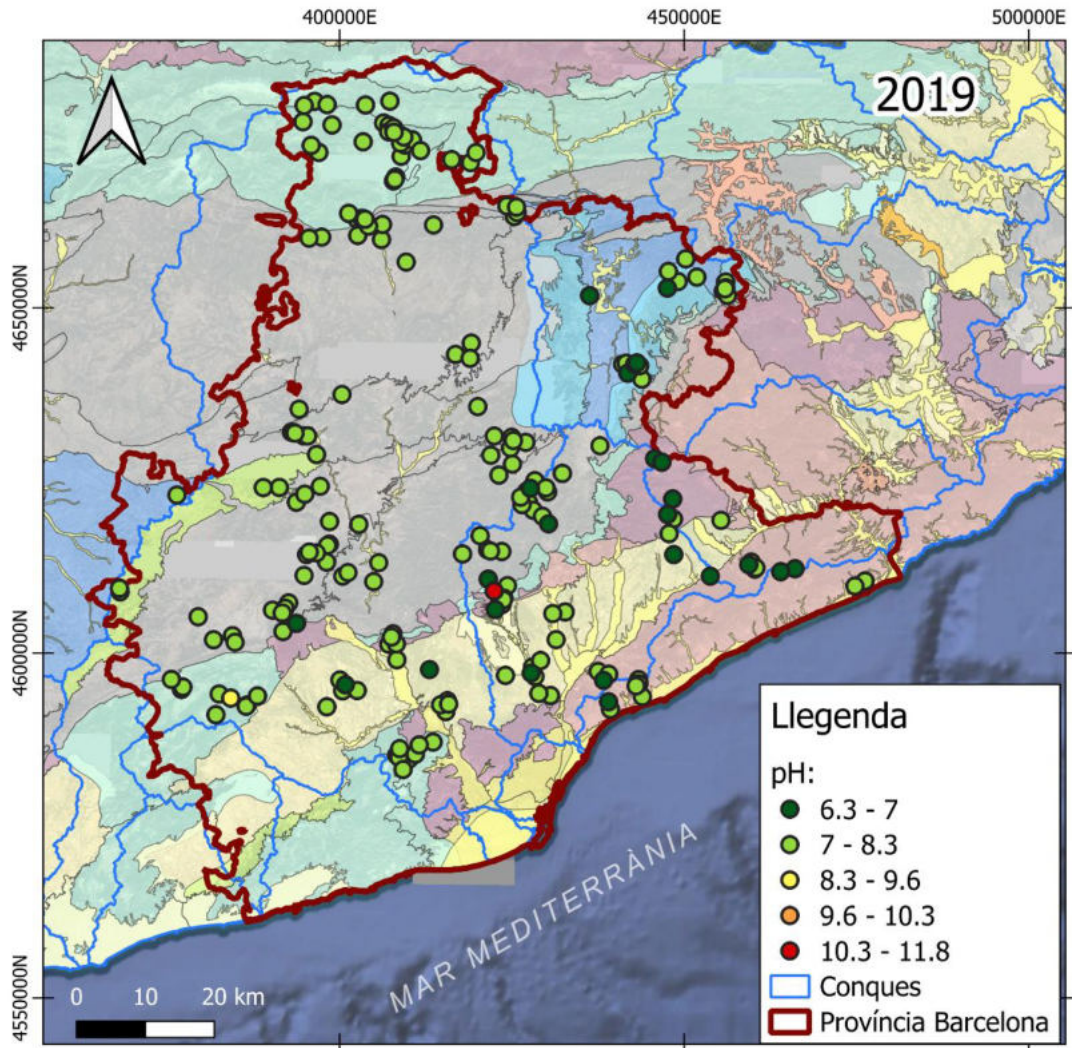 400000E
450000E
500000E
2019
4650000N
4600000N
4550000N
MAR MEDITERRÀNIA
0
10
20 km
Llegenda
pH:
6.3 - 7
7 - 8.3
8.3 - 9.6
9.6 - 10.3
10.3 - 11.8
Conques
Província Barcelona